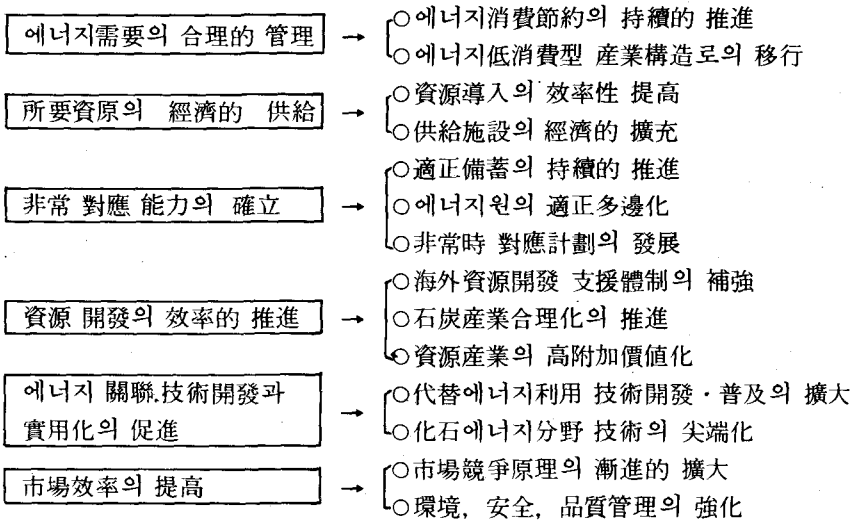 에너지需要의 合理的 管理 → ○에너지消費節約의 持續的 推進
○에너지低消費型 産業構造로의 移行
所要資原의 經濟的 供給 → ○資源導入의 效率性 提高
○供給施設의 經濟的 擴充
非常 對應 能力의 確立 → ○適正備蓄의 持續的 推進
○에너지원의 適正多邊化
○非常時 對應計劃의 發展
資源 開發의 效率的 推進 → ○海外資源開發 支援體制의 補強
○石炭産業合理化의 推進
○資源産業의 高附加價値化
에너지 關聯.技術開發과
實用化의 促進 → ○代替에너지利用 技術開發·普及의 擴大
○化石에너지分野 技術의 尖端化
市場效率의 提高 → ○市場競爭原理의 漸進的 擴大
○環境, 安全, 品質管理의 強化